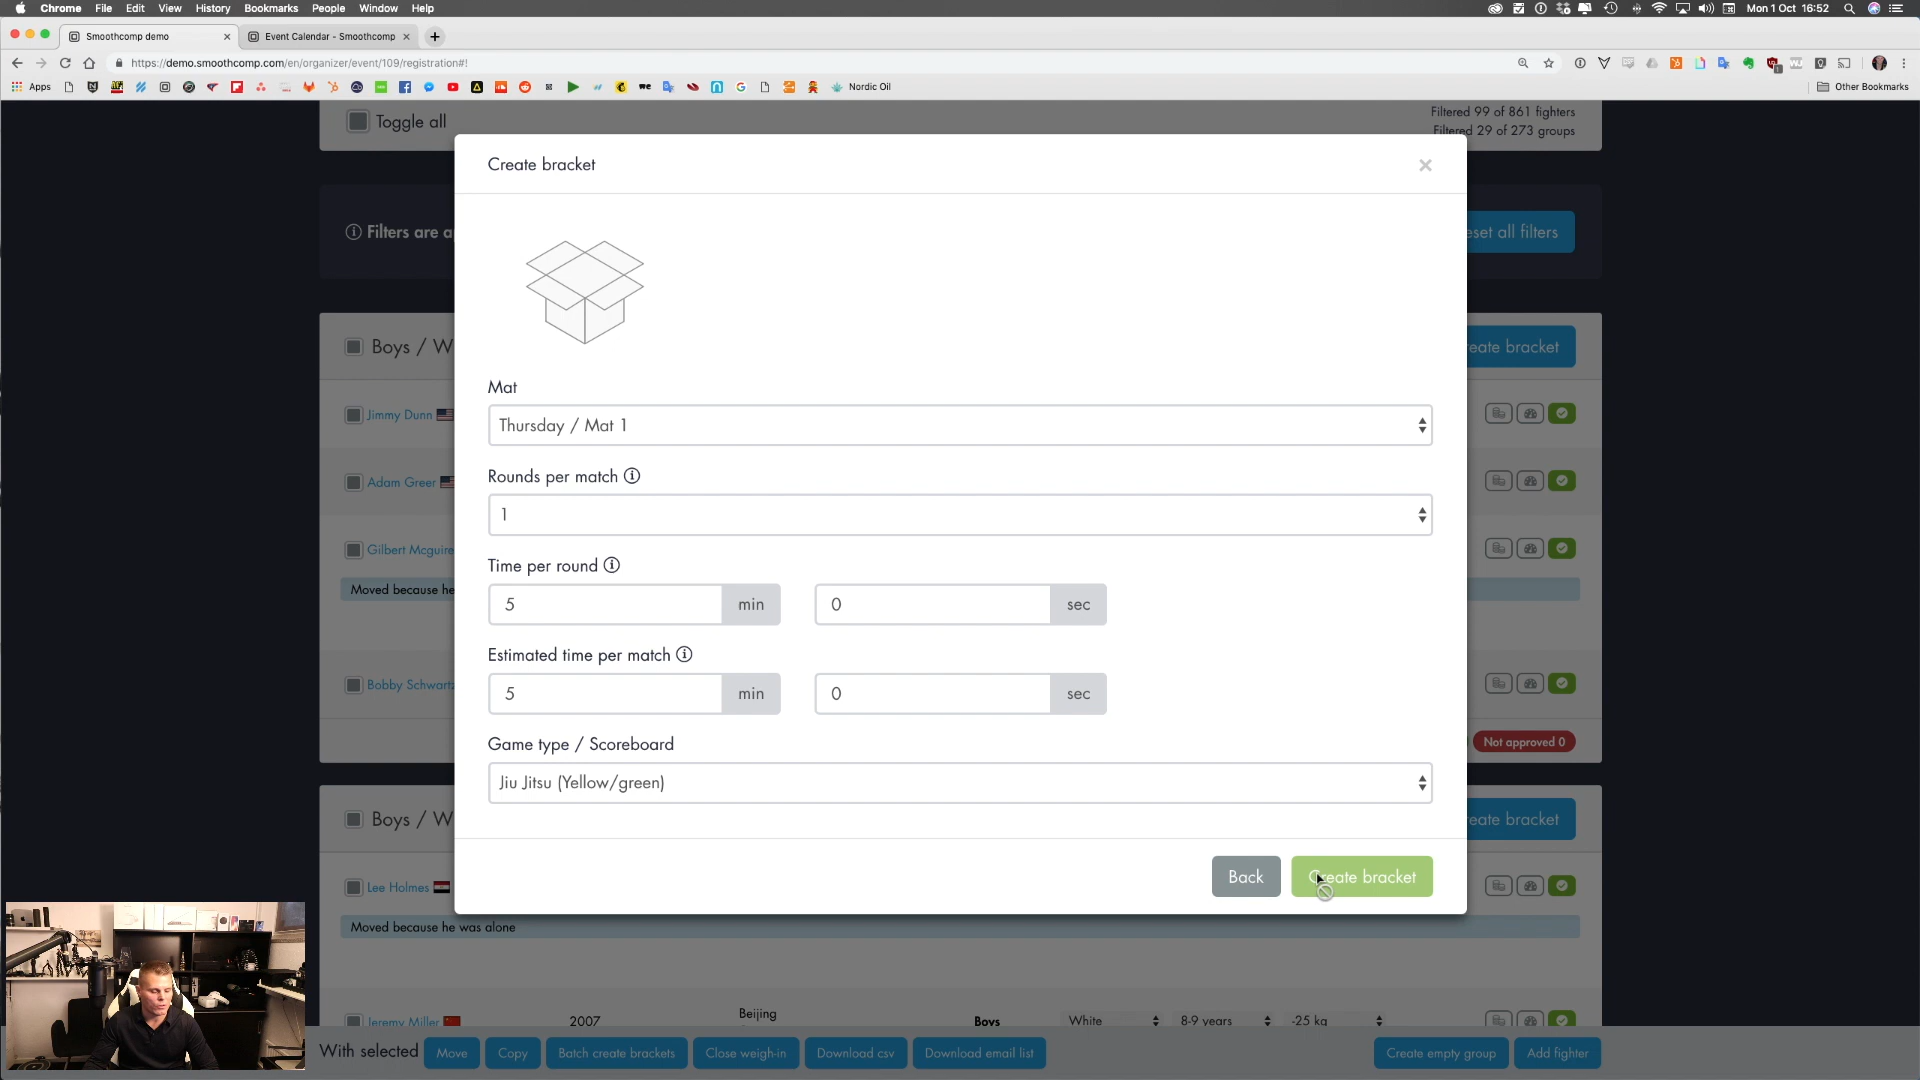 Chrome File Edit View History Bookmarks People Window Help
Mon 1 Oct 16:52
Smoothcomp demo
Event Calendar - Smoothcomp
https://demo.smoothcomp.com/en/organizer/event/109/registration#!
Apps
Nordic Oil
Other Bookmarks
Toggle all
Filtered 99 of 861 fighters
Filtered 29 of 273 groups
Create bracket
Filters are a
eset all filters
Boys / W
eate bracket
Mat
Jimmy Dunn
Thursday / Mat 1
Rounds per match
Adam Greer
1
Gilbert Mcguire
Time per round
Moved because he
5 min 0 sec
Estimated time per match
Bobby Schwartz
5 min 0 sec
Game type / Scoreboard
Not approved 0
Jiu Jitsu (Yellow/green)
Boys / W
eate bracket
Back
Create bracket
Lee Holmes
Moved because he was alone
Jeremy Miller
2007
Beijing
Boys
White
8-9 years
-25 kg
With selected
Move
Copy
Batch create brackets
Close weigh-in
Download csv
Download email list
Create empty group
Add fighter